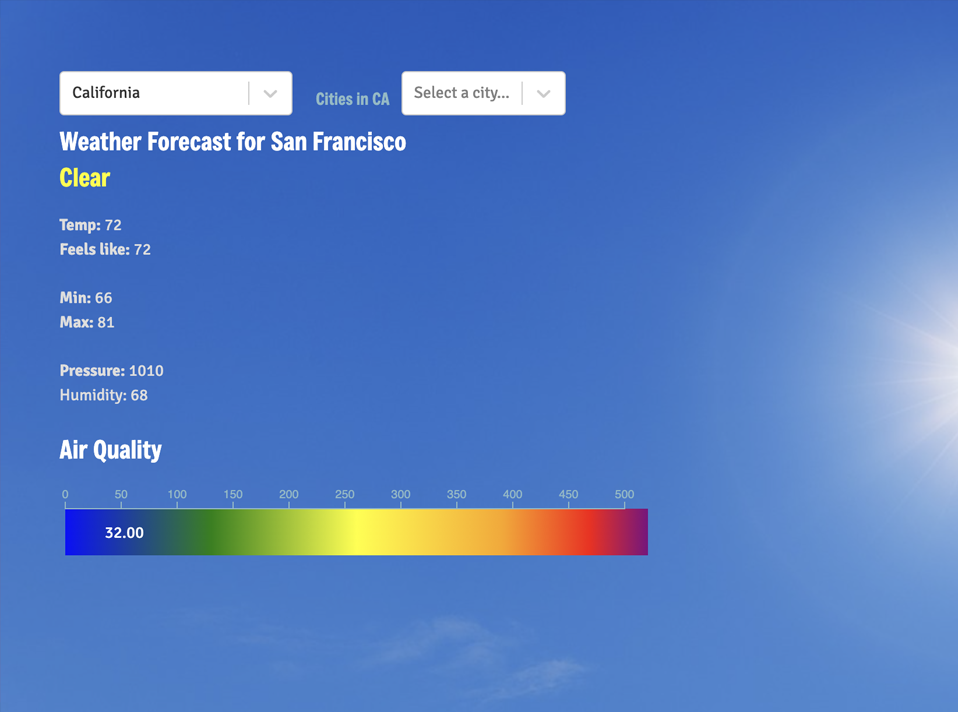 California
Cities in CA
Select a city...
Weather Forecast for San Francisco
Clear
Temp: 72
Feels like: 72
Min: 66
Max: 81
Pressure: 1010
Humidity: 68
Air Quality
0 50 100 150 200 250 300 350 400 450 500
32.00